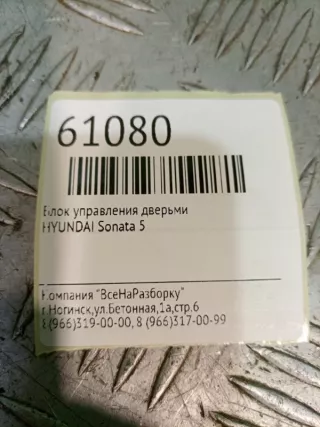 61080
Блок управления дверьми
HYUNDAI Sonata 5
Компания "ВсеНаРазборку"
г.Ногинск,ул.Бетонная,1а,стр.6
8(966)319-00-00, 8 (966)317-00-99